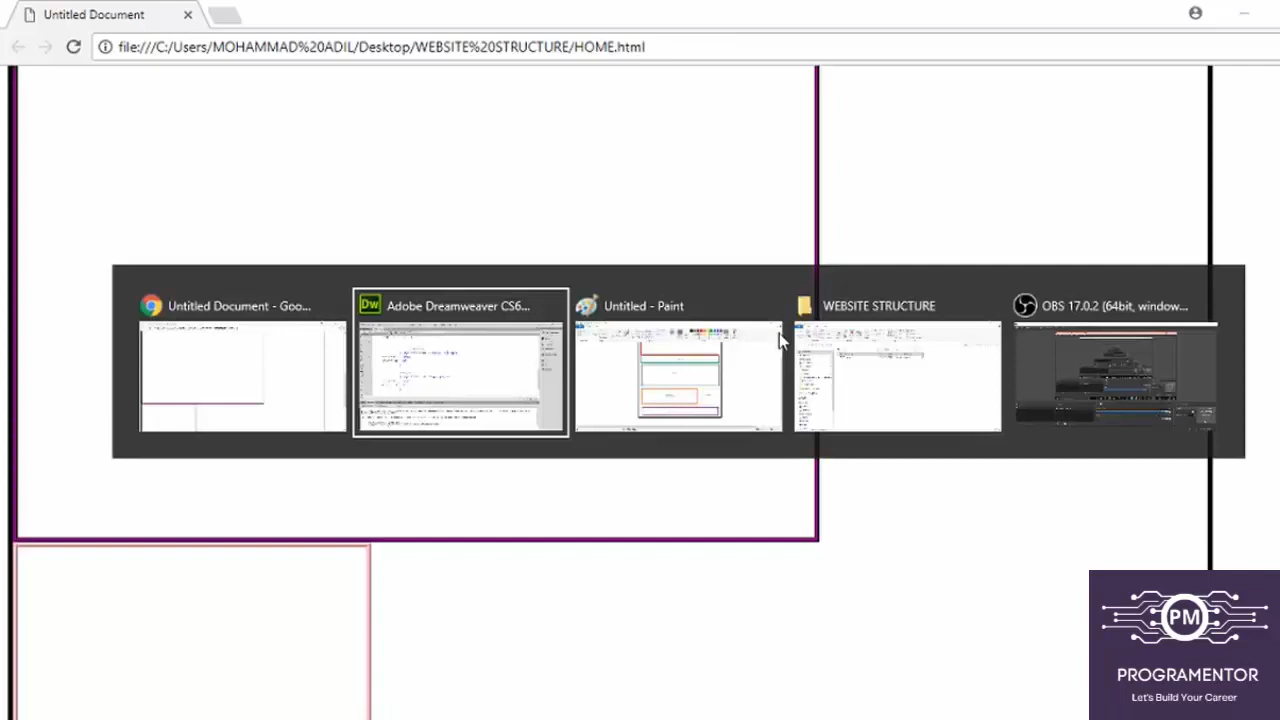 Untitled Document
file:///C:/Users/MOHAMMAD%20ADIL/Desktop/WEBSITE%20STRUCTURE/HOME.html
Untitled Document - Goo...
Dw
Adobe Dreamweaver CS6...
Untitled - Paint
WEBSITE STRUCTURE
OBS 17.0.2 (64bit, window...
PM
PROGRAMENTOR
Let's Build Your Career